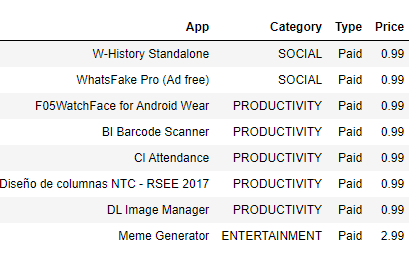 App Category Type Price
W-History Standalone SOCIAL Paid 0.99
WhatsFake Pro (Ad free) SOCIAL Paid 0.99
F05WatchFace for Android Wear PRODUCTIVITY Paid 0.99
BI Barcode Scanner PRODUCTIVITY Paid 0.99
CI Attendance PRODUCTIVITY Paid 0.99
Diseño de columnas NTC - RSEE 2017 PRODUCTIVITY Paid 0.99
DL Image Manager PRODUCTIVITY Paid 0.99
Meme Generator ENTERTAINMENT Paid 2.99